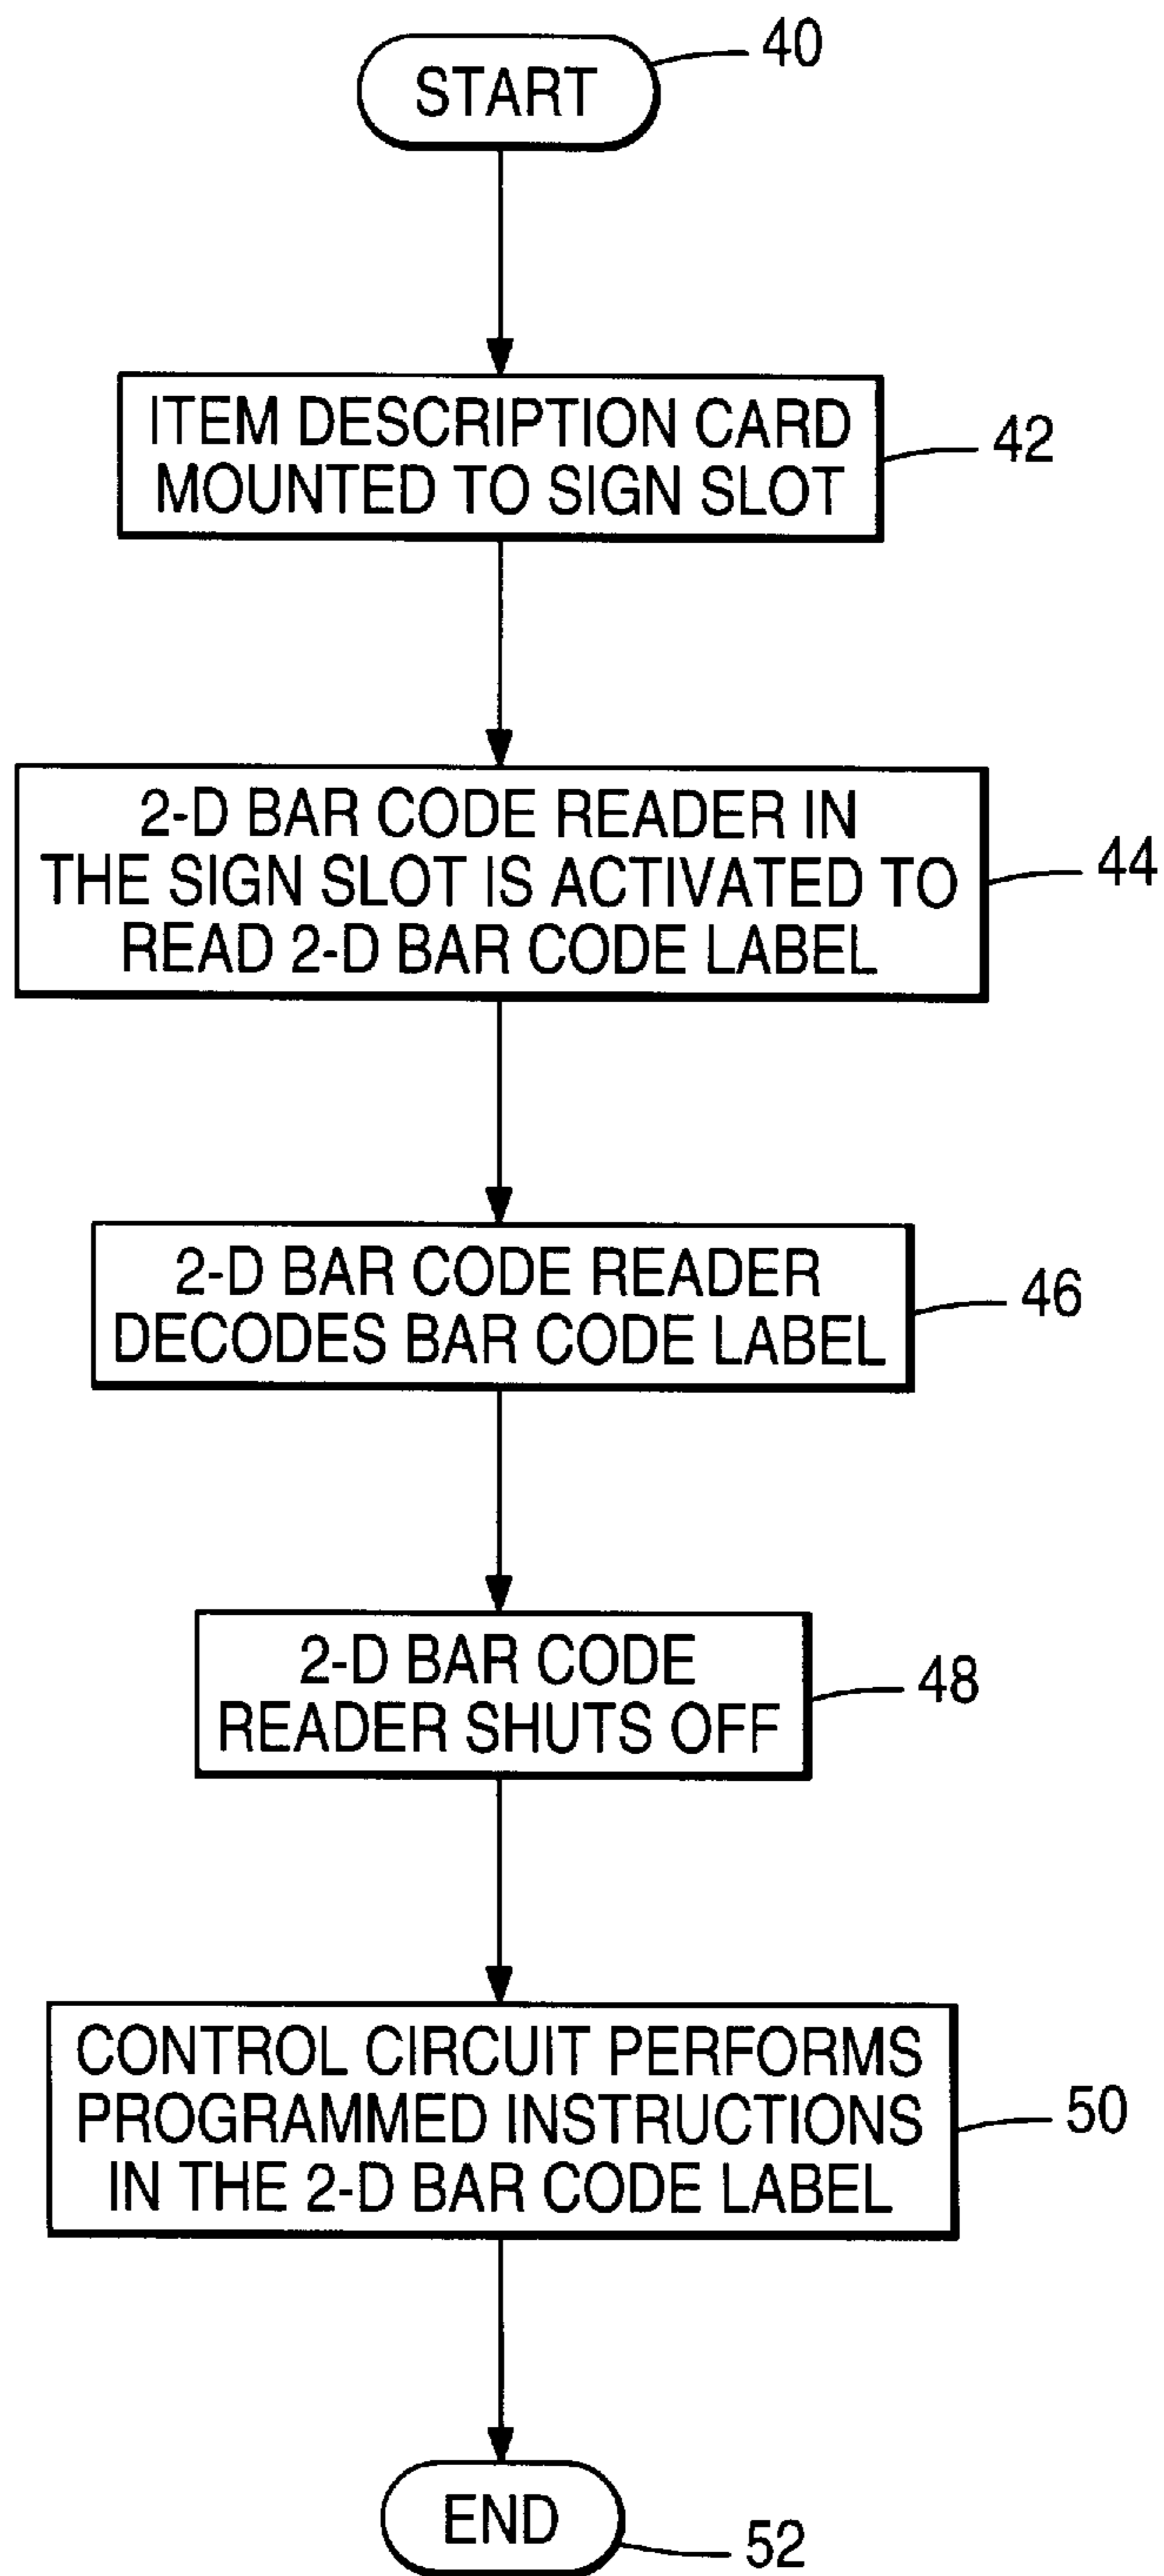 START
40
ITEM DESCRIPTION CARD
MOUNTED TO SIGN SLOT
42
2-D BAR CODE READER IN
THE SIGN SLOT IS ACTIVATED TO
READ 2-D BAR CODE LABEL
44
2-D BAR CODE READER
DECODES BAR CODE LABEL
46
2-D BAR CODE
READER SHUTS OFF
48
CONTROL CIRCUIT PERFORMS
PROGRAMMED INSTRUCTIONS
IN THE 2-D BAR CODE LABEL
50
END
52